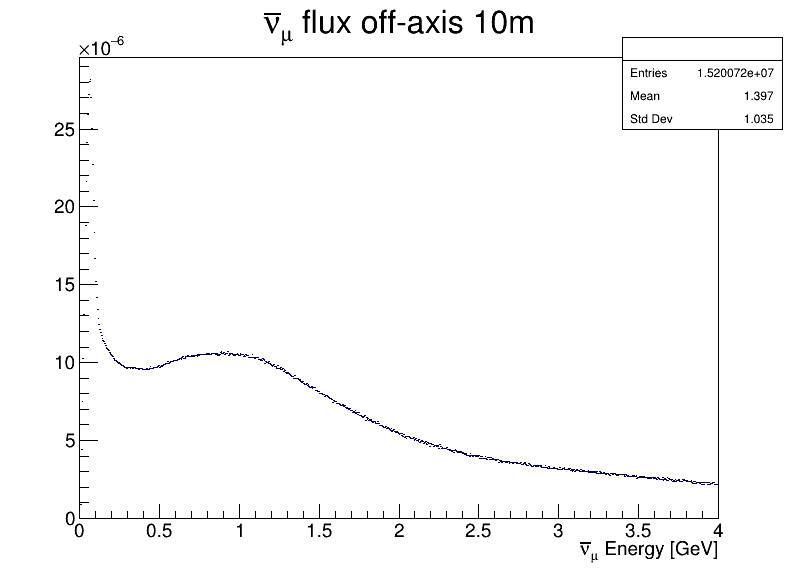 ν̅μ flux off-axis 10m
×10⁻⁶
Entries 1.520072e+07
Mean 1.397
Std Dev 1.035
25
20
15
10
5
0
0 0.5 1 1.5 2 2.5 3 3.5 4
ν̅μ Energy [GeV]